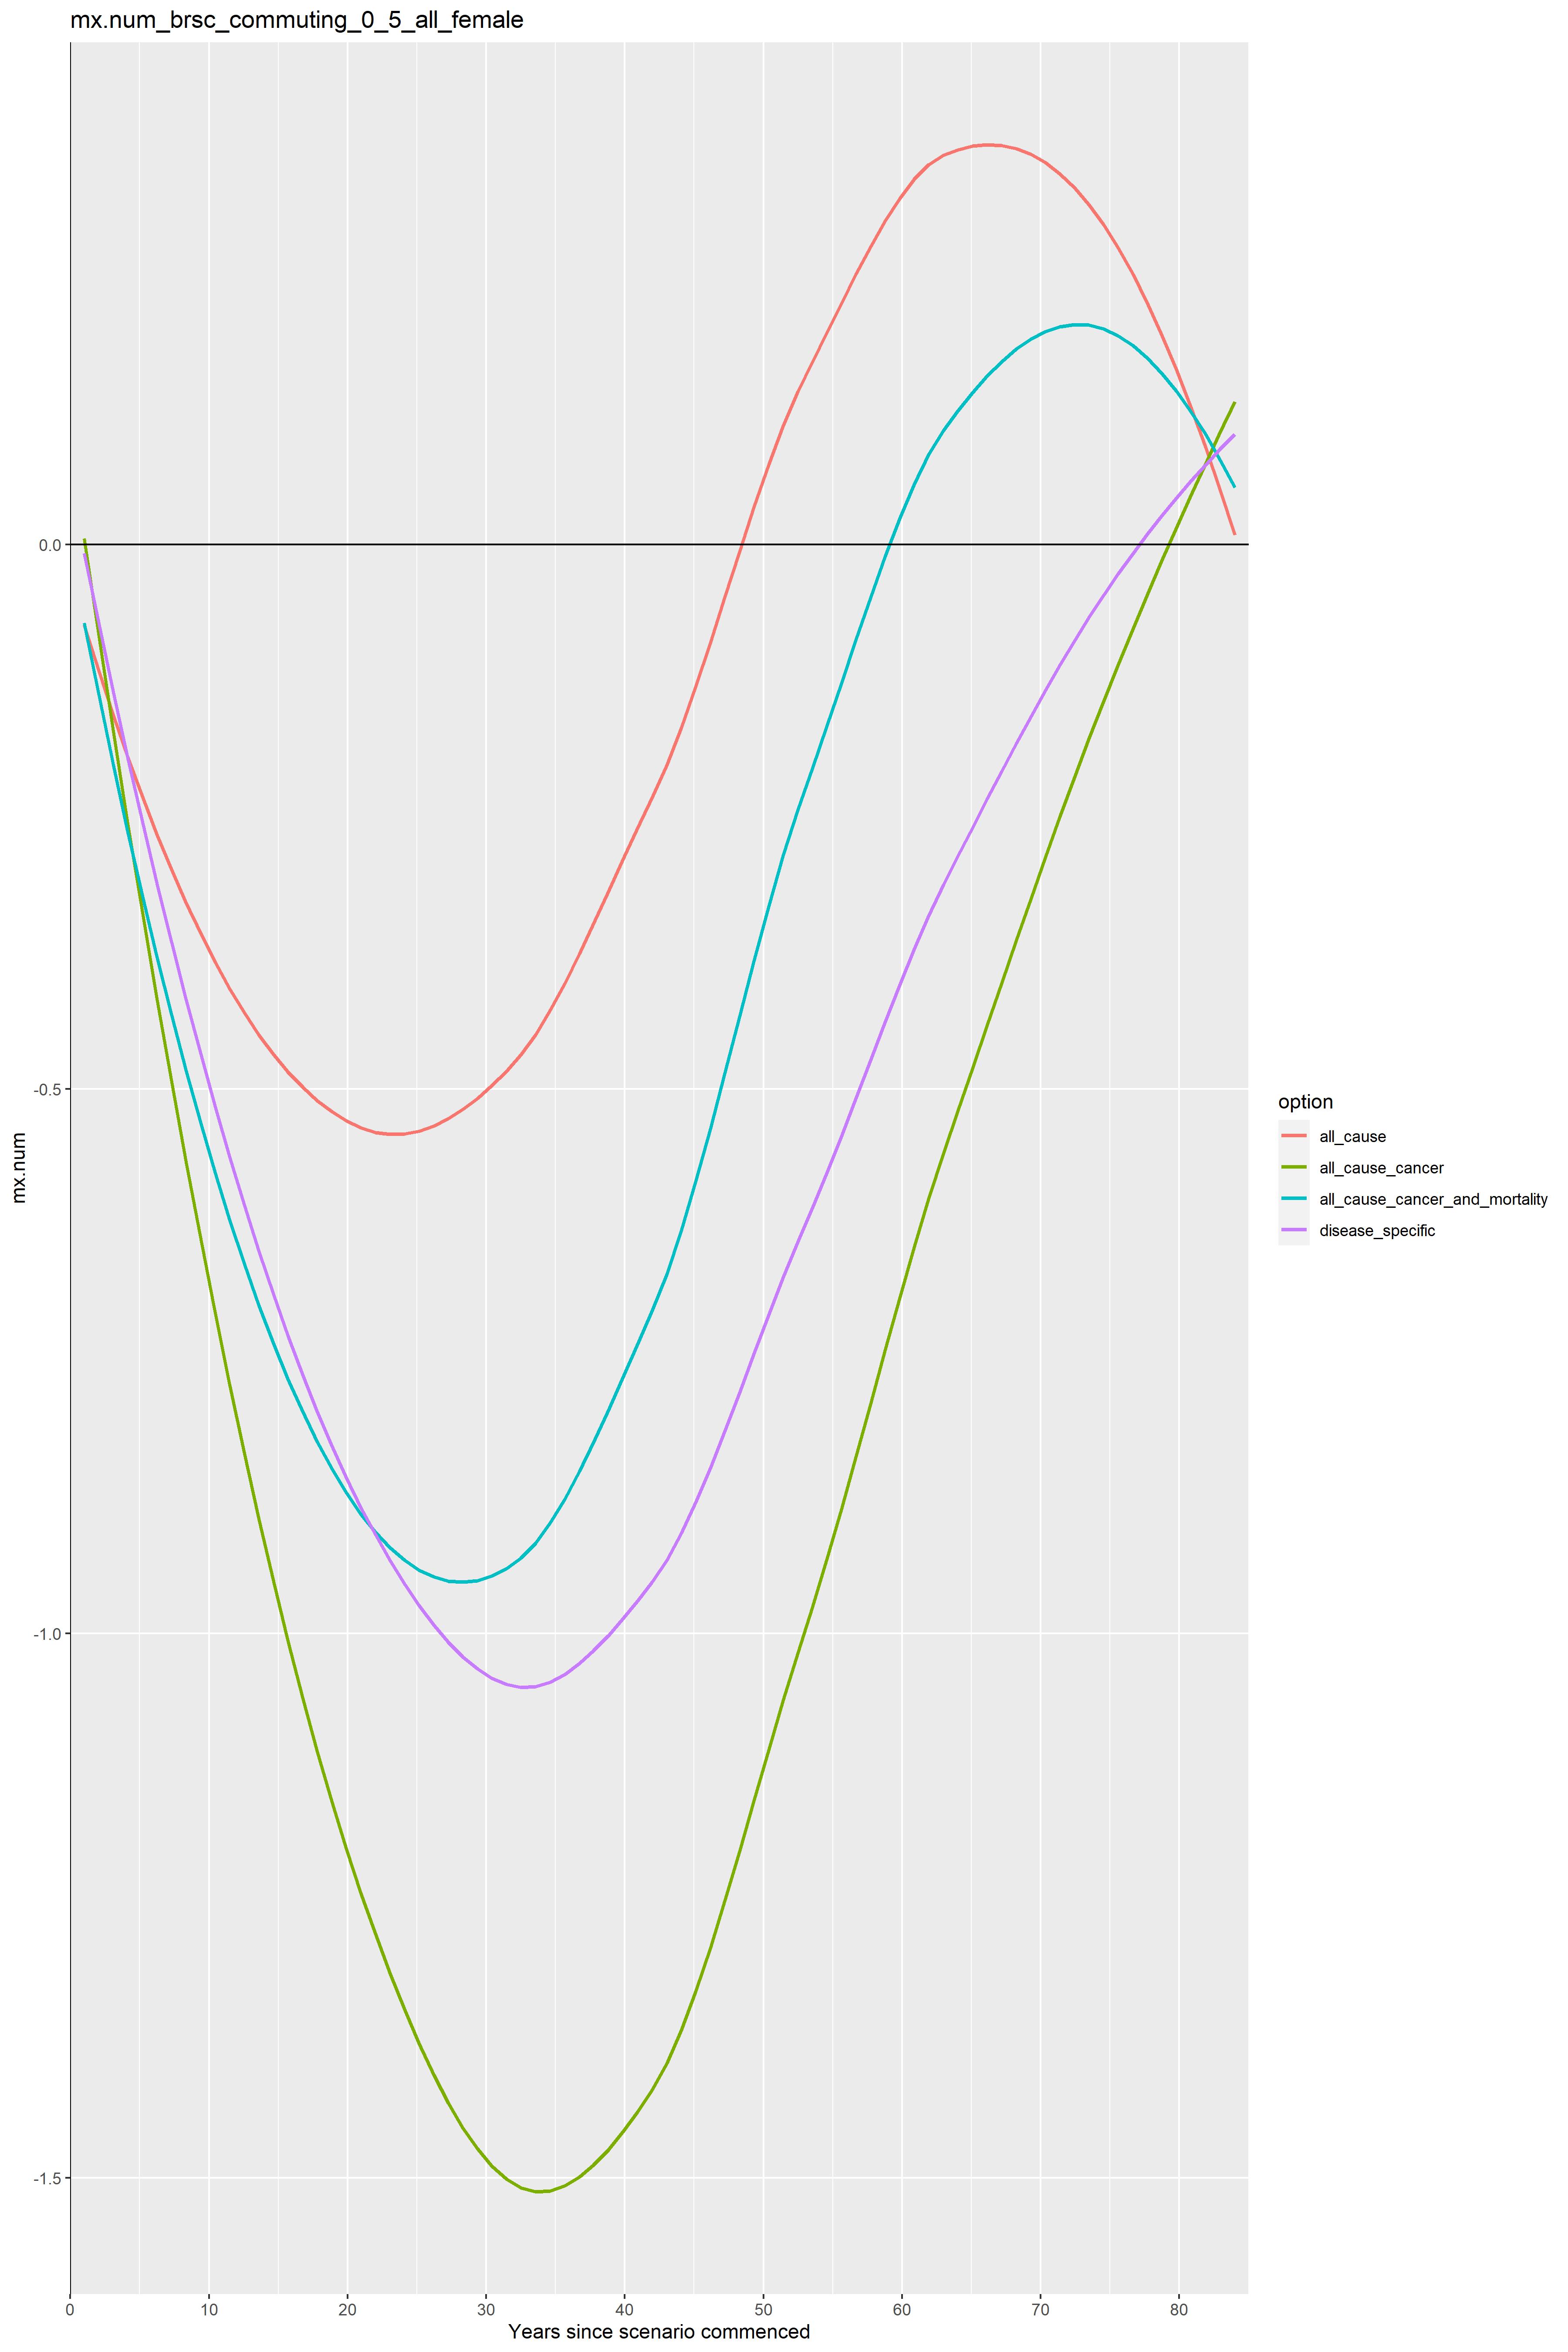 mx.num_brsc_commuting_0_5_all_female
mx.num
0.0
-0.5
-1.0
-1.5
0 10 20 30 40 50 60 70 80
Years since scenario commenced
option
all_cause
all_cause_cancer
all_cause_cancer_and_mortality
disease_specific